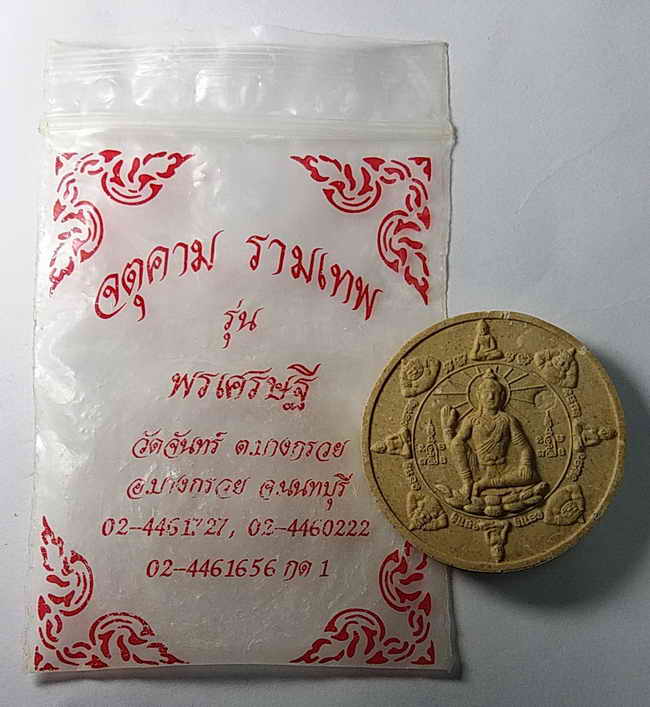 จตุคาม รามเทพ
รุ่น
พรเศรษฐี
วัดจันทร์ ต.บางกรวย
อ.บางกรวย จ.นนทบุรี
02-4461727, 02-4460222
02-4461656 กด 1